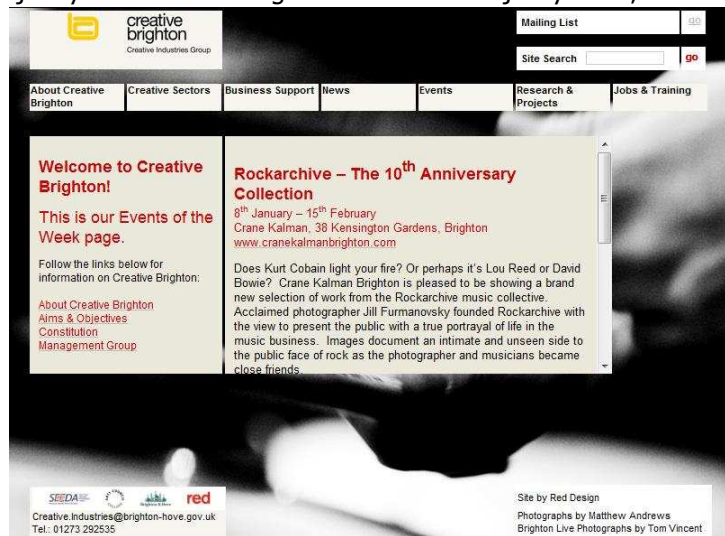 creative
brighton
Creative Industries Group
Mailing List
go
Site Search
go
About Creative
Brighton
Creative Sectors
Business Support
News
Events
Research &
Projects
Jobs & Training
Welcome to Creative
Brighton!
This is our Events of the
Week page.
Follow the links below for
information on Creative Brighton:
About Creative Brighton
Aims & Objectives
Constitution
Management Group
Rockarchive – The 10th Anniversary
Collection
8th January – 15th February
Crane Kalman, 38 Kensington Gardens, Brighton
www.cranekalmanbrighton.com
Does Kurt Cobain light your fire? Or perhaps it's Lou Reed or David
Bowie? Crane Kalman Brighton is pleased to be showing a brand
new selection of work from the Rockarchive music collective.
Acclaimed photographer Jill Furmanovsky founded Rockarchive with
the view to present the public with a true portrayal of life in the
music business. Images document an intimate and unseen side to
the public face of rock as the photographer and musicians became
close friends.
SEEDA
red
Creative.Industries@brighton-hove.gov.uk
Tel.: 01273 292535
Site by Red Design
Photographs by Matthew Andrews
Brighton Live Photographs by Tom Vincent